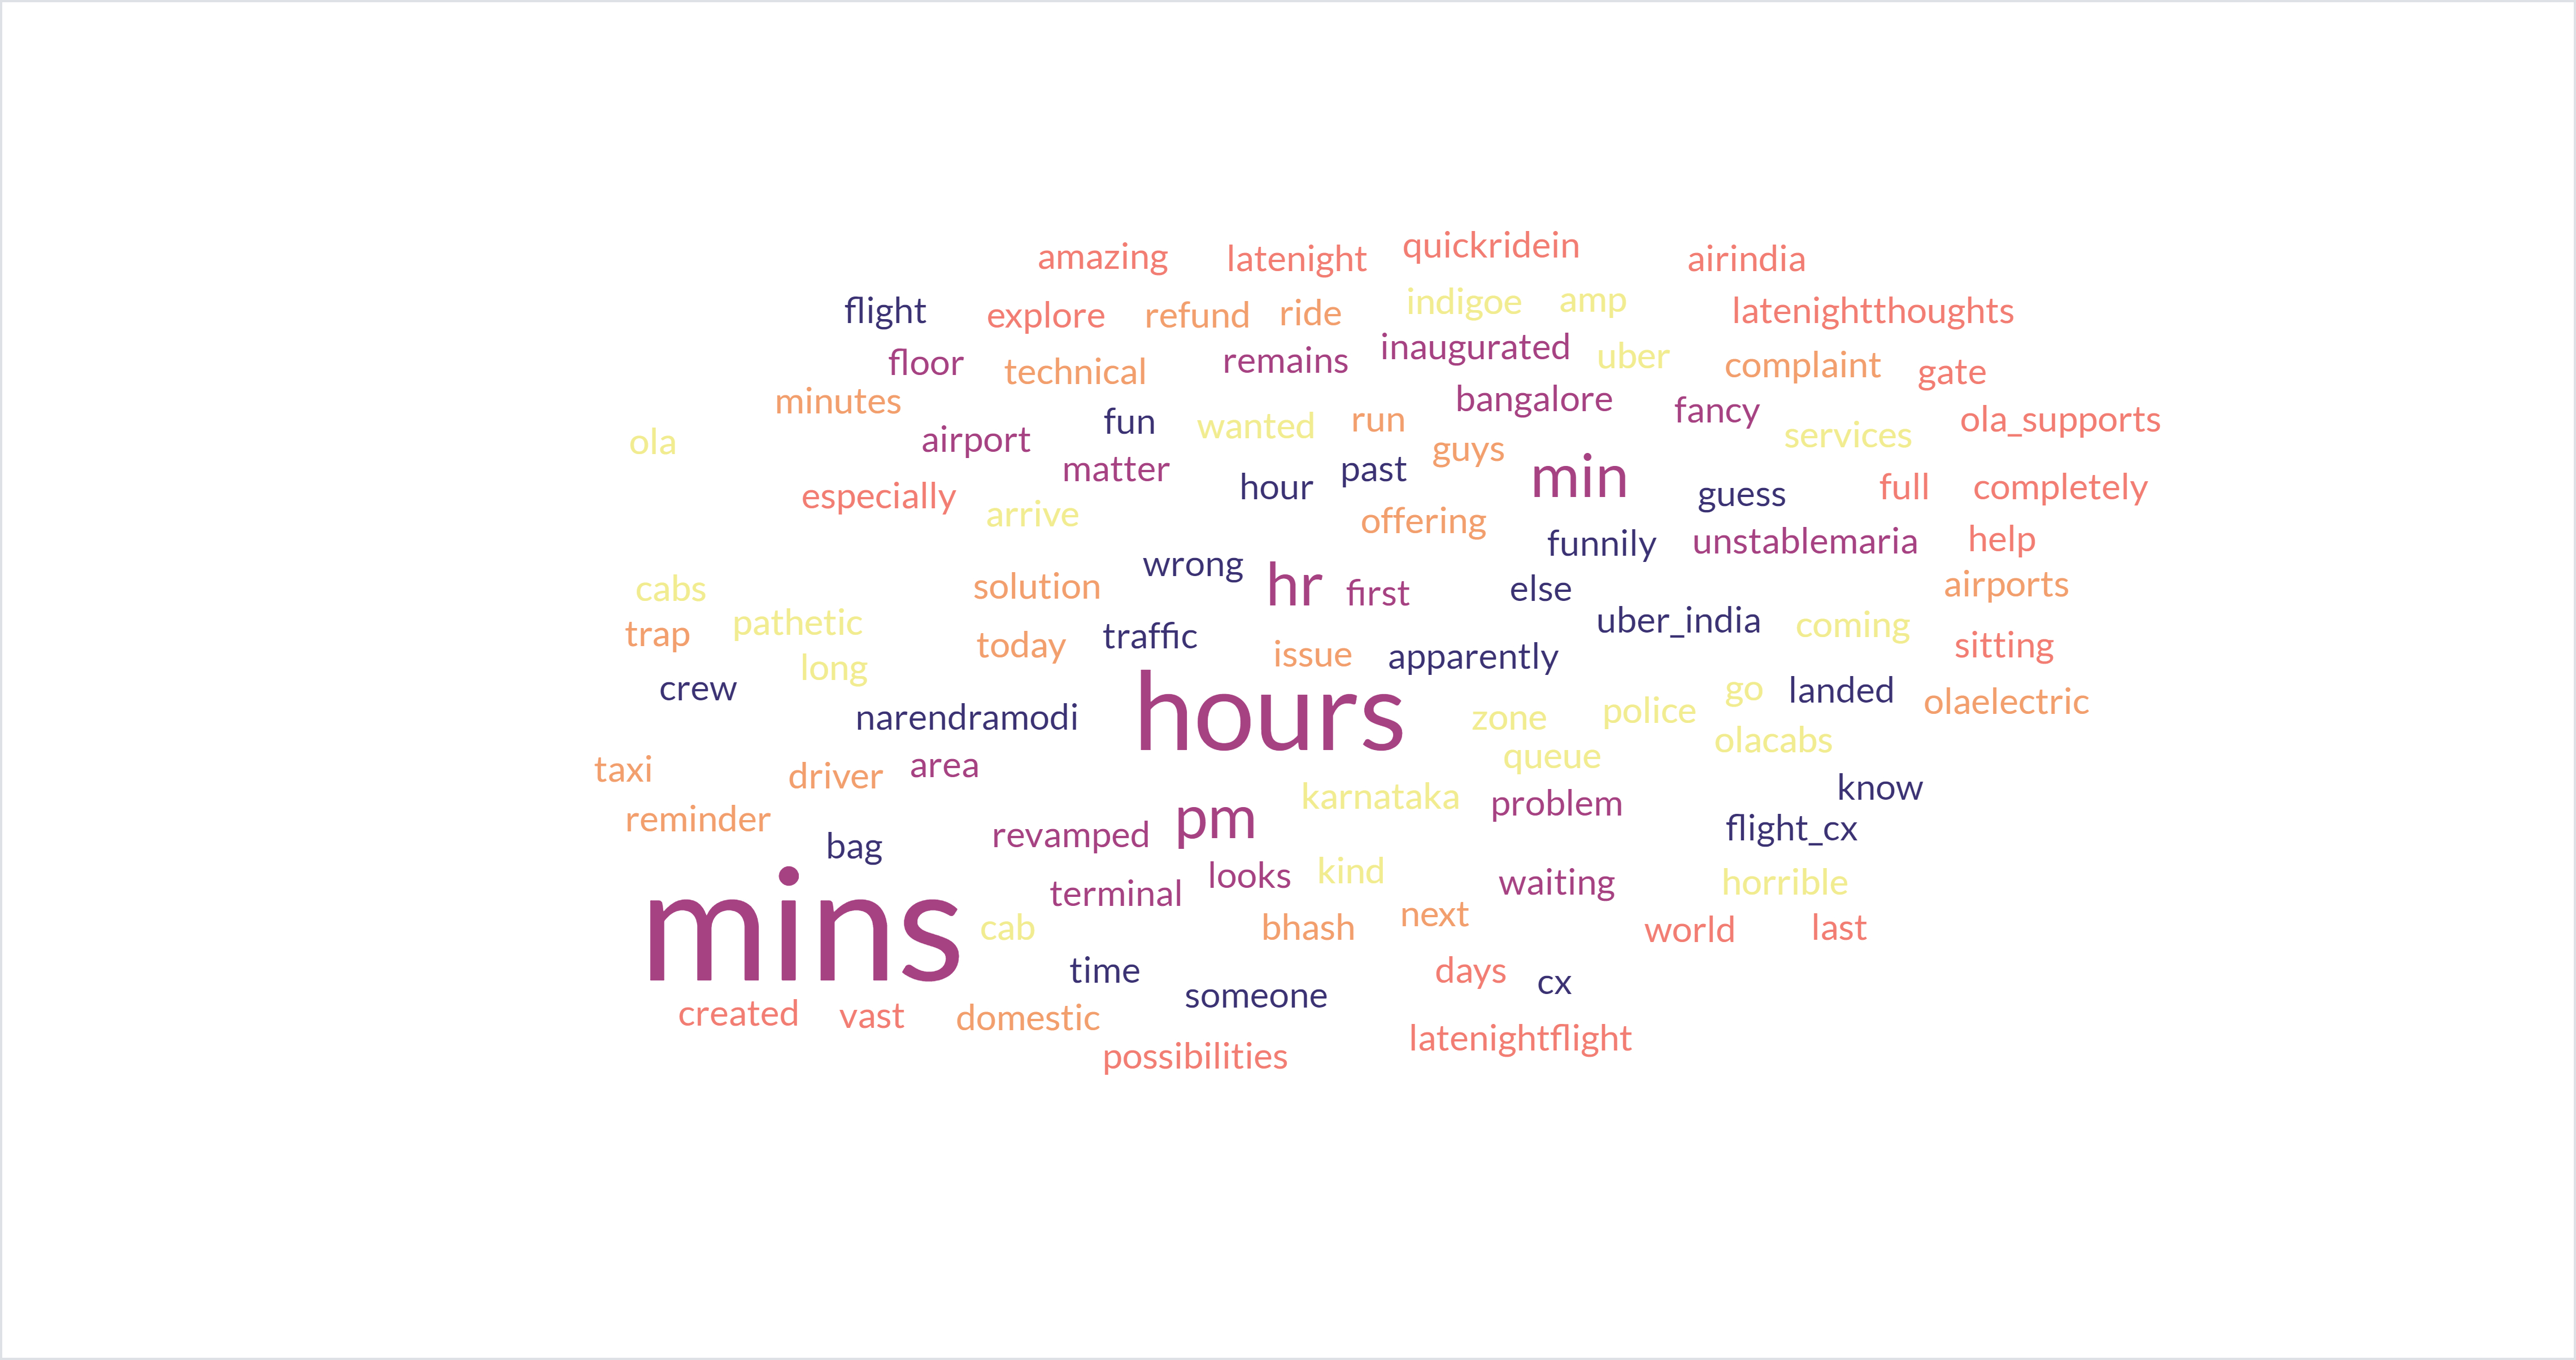 amazing
latenight
quickridein
airindia
flight
explore
refund
ride
indigoe
amp
latenightthoughts
floor
technical
remains
inaugurated
uber
complaint
gate
minutes
fun
wanted
run
bangalore
fancy
services
ola_supports
ola
airport
matter
hour
past
guys
min
guess
full
completely
especially
arrive
offering
funnily
unstablemaria
help
wrong
cabs
solution
hr
first
else
airports
trap
pathetic
today
traffic
issue
apparently
uber_india
coming
sitting
long
crew
narendramodi
hours
zone
police
go
landed
olaelectric
queue
olacabs
taxi
driver
area
karnataka
problem
know
reminder
bag
revamped
pm
flight_cx
mins
terminal
looks
kind
waiting
horrible
cab
bhash
next
world
last
time
someone
days
cx
created
vast
domestic
possibilities
latenightflight